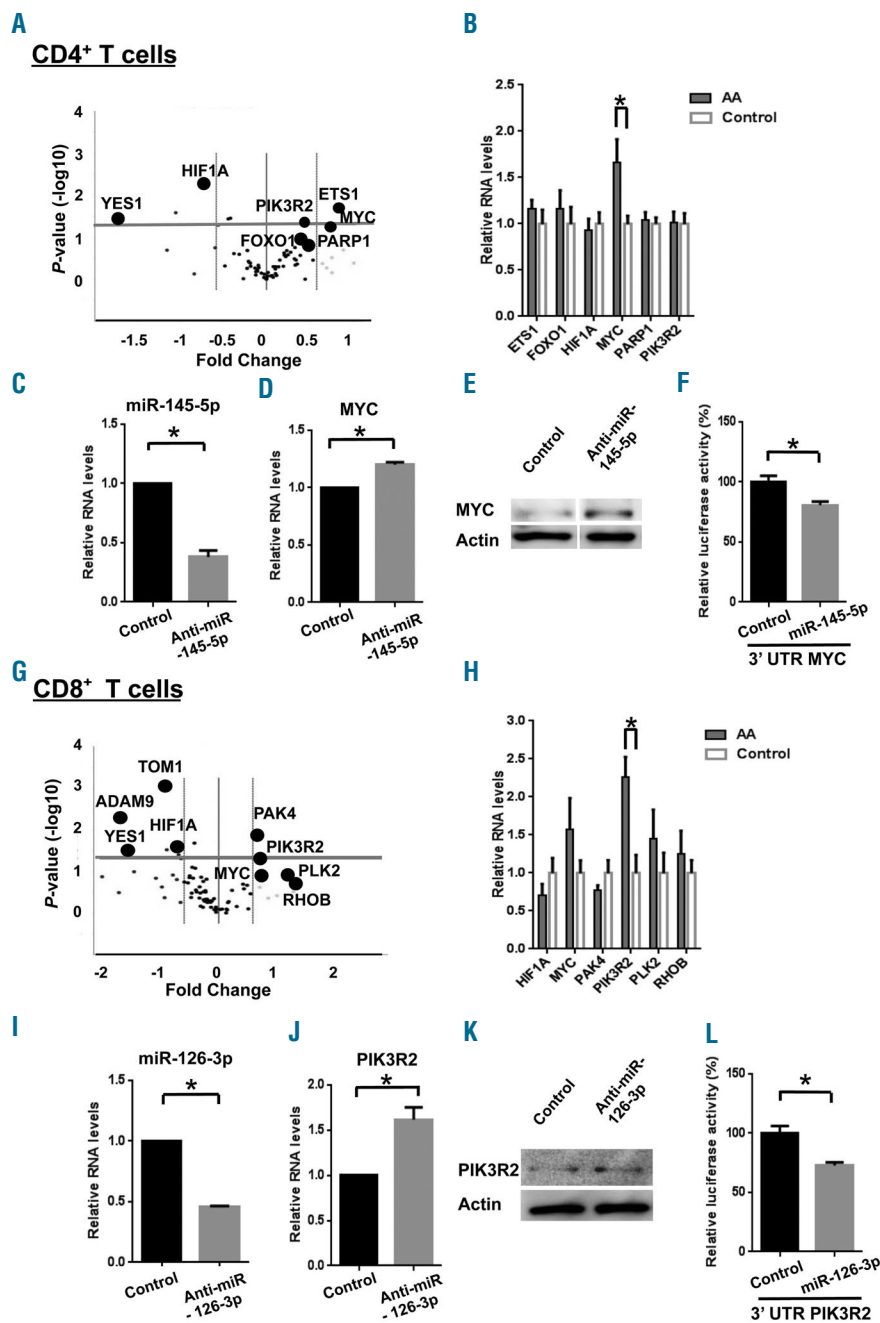 A
CD4+ T cells
P-value (-log10)
4
3
2
1
0
HIF1A
YES1
ETS1
PIK3R2
MYC
FOXO1
PARP1
-1.5
-1
-0.5
0
0.5
1
Fold Change
B
Relative RNA levels
2.5
2.0
1.5
1.0
0.5
0.0
*
AA
Control
ETS1
FOXO1
HIF1A
MYC
PARP1
PIK3R2
C
miR-145-5p
Relative RNA levels
1.5
1.0
0.5
0.0
*
Control
Anti-miR
-145-5p
D
MYC
Relative RNA levels
1.5
1.0
0.5
0.0
*
Control
Anti-miR
-145-5p
E
Control
Anti-miR-
145-5p
MYC
Actin
F
Relative luciferase activity (%)
150
100
50
0
*
Control
miR-145-5p
3' UTR MYC
G
CD8+ T cells
P-value (-log10)
4
3
2
1
0
TOM1
ADAM9
YES1
HIF1A
PAK4
PIK3R2
MYC
PLK2
RHOB
-2
-1
0
1
2
Fold Change
H
Relative RNA levels
3.0
2.5
2.0
1.5
1.0
0.5
0.0
*
AA
Control
HIF1A
MYC
PAK4
PIK3R2
PLK2
RHOB
I
miR-126-3p
Relative RNA levels
1.5
1.0
0.5
0.0
*
Control
Anti-miR
-126-3p
J
PIK3R2
Relative RNA levels
2.0
1.5
1.0
0.5
0.0
*
Control
Anti-miR
-126-3p
K
Control
Anti-miR-
126-3p
PIK3R2
Actin
L
Relative luciferase activity (%)
150
100
50
0
*
Control
miR-126-3p
3' UTR PIK3R2